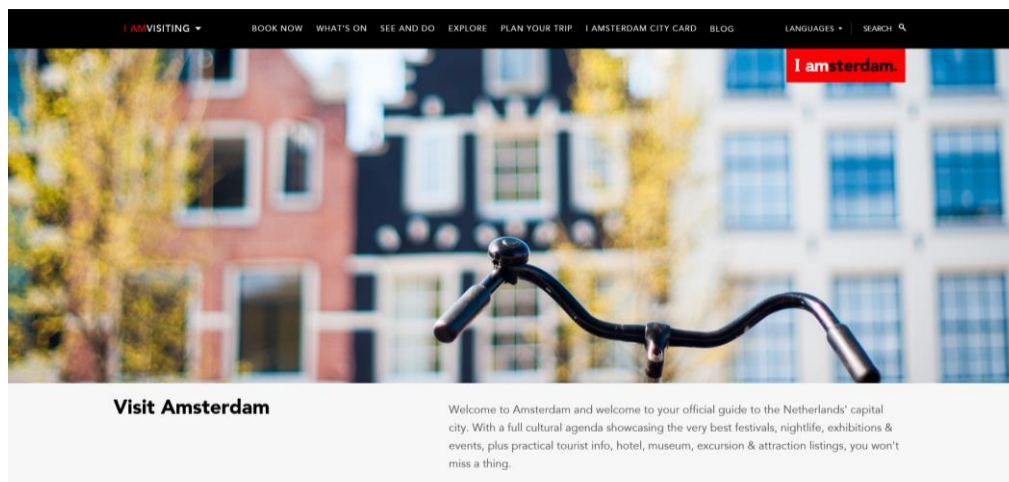 I AMVISITING BOOK NOW WHAT'S ON SEE AND DO EXPLORE PLAN YOUR TRIP I AMSTERDAM CITY CARD BLOG LANGUAGES SEARCH
I amsterdam.
Visit Amsterdam
Welcome to Amsterdam and welcome to your official guide to the Netherlands' capital
city. With a full cultural agenda showcasing the very best festivals, nightlife, exhibitions &
events, plus practical tourist info, hotel, museum, excursion & attraction listings, you won't
miss a thing.